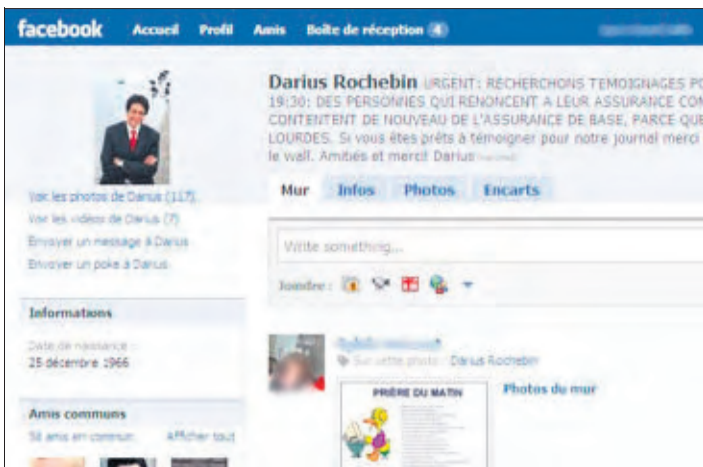 facebook Accueil Profil Amis Boîte de réception 4
Darius Rochebin URGENT: RECHERCHONS TEMOIGNAGES PO
19:30: DES PERSONNES QUI RENONCENT A LEUR ASSURANCE COM
CONTENTENT DE NOUVEAU DE L'ASSURANCE DE BASE, PARCE QUE
LOURDES. Si vous êtes prêts à témoigner pour notre journal merci
le wall. Amitiés et merci! Darius
Voir les photos de Darius (117)
Voir les vidéos de Darius (7)
Envoyer un message à Darius
Envoyer un poke à Darius
Mur Infos Photos Encarts
Write something...
Joindre :
Informations
Date de naissance :
25 décembre 1966
Amis communs
58 amis en commun Afficher tout
Sur cette photo : Darius Rochebin
PRIÈRE DU MATIN
Photos du mur